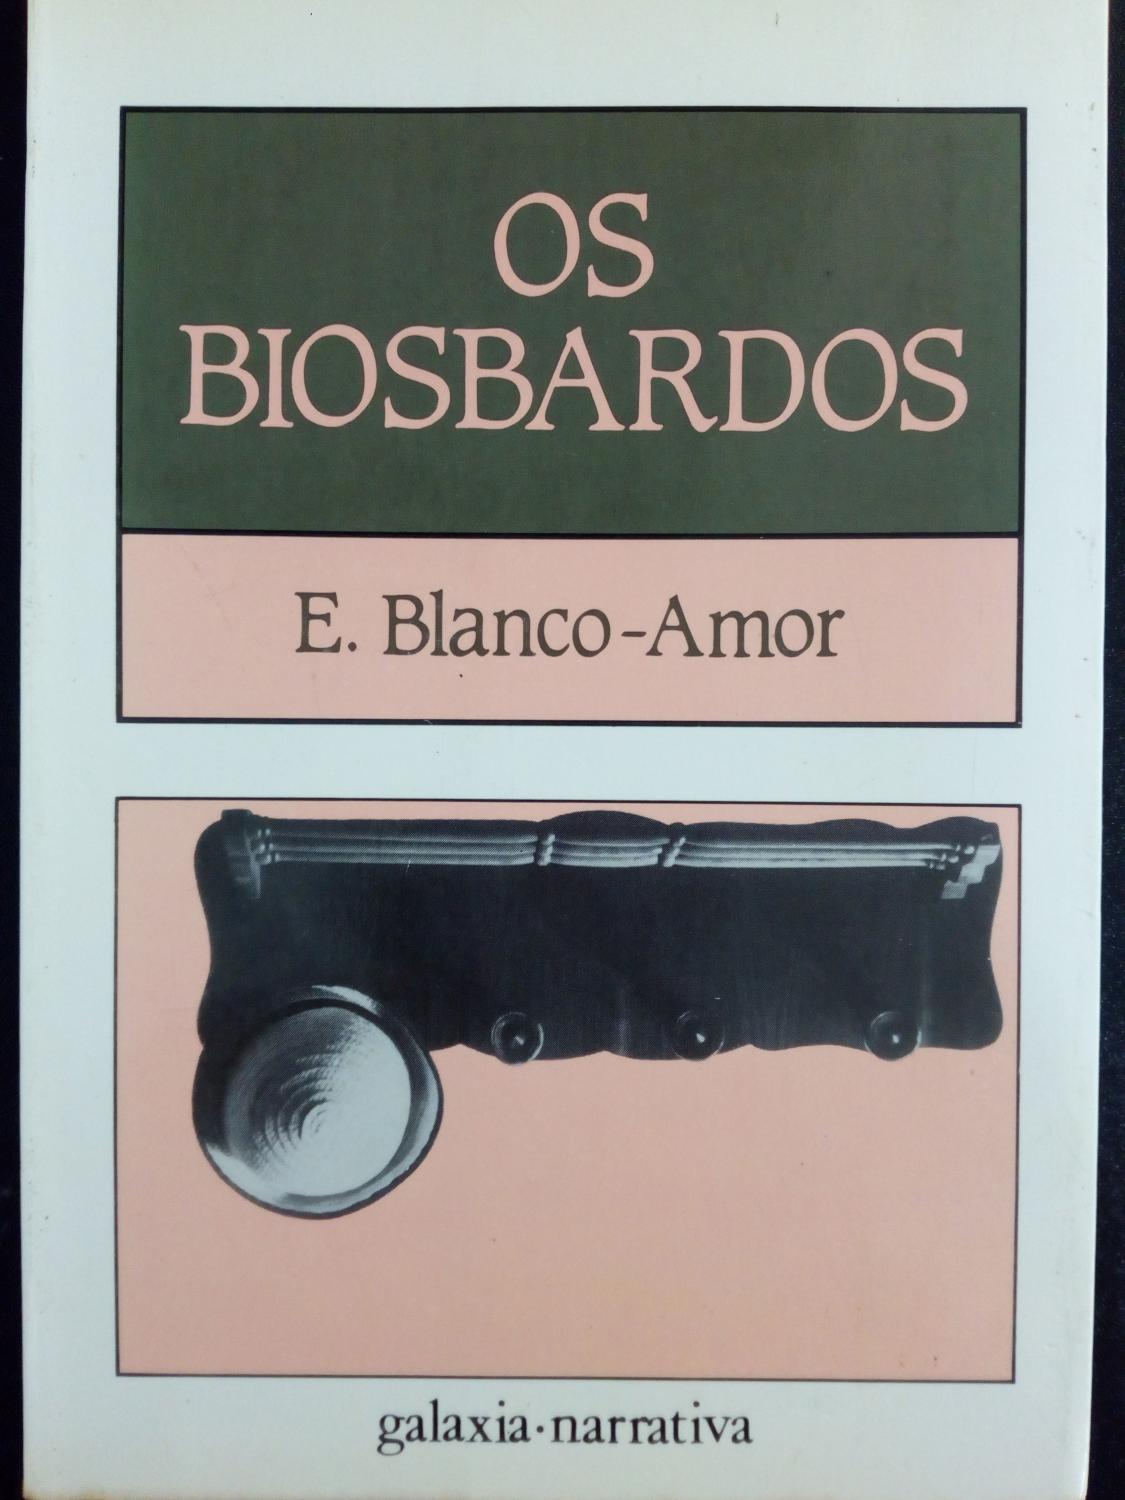 OS
BIOSBARDOS
E. Blanco-Amor
galaxia·narrativa